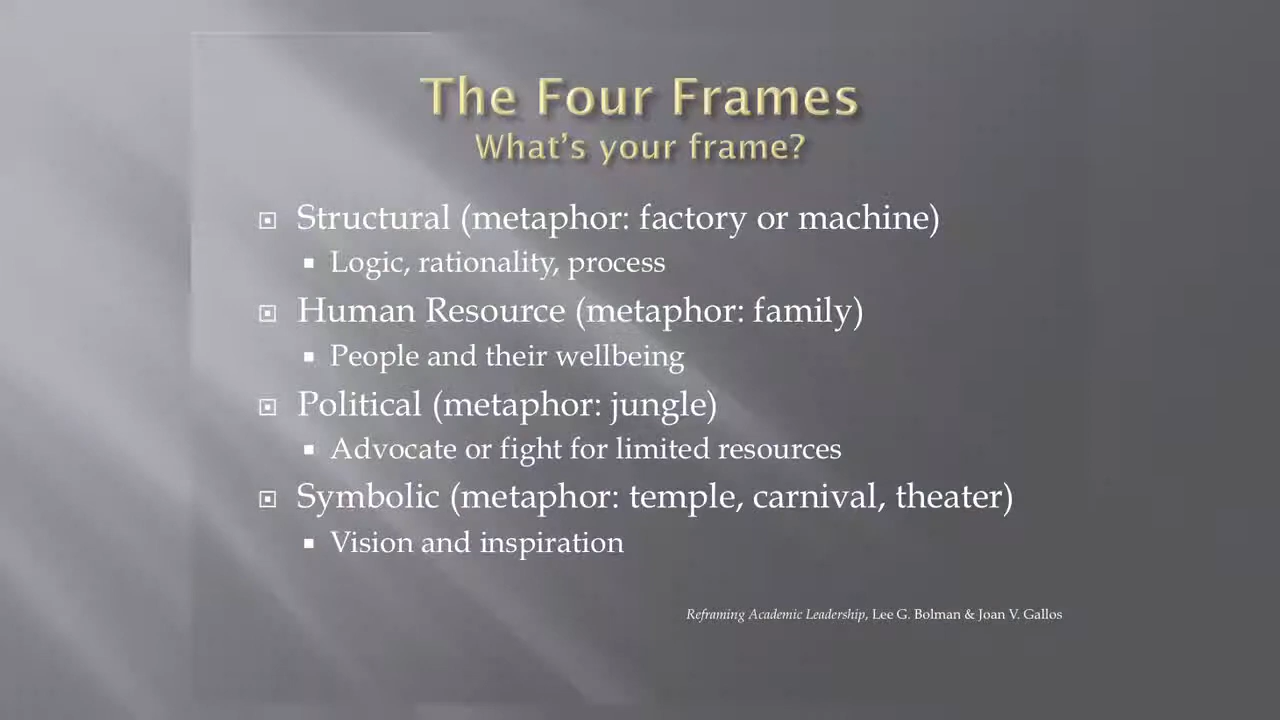 The Four Frames
What’s your frame?
Structural (metaphor: factory or machine)
Logic, rationality, process
Human Resource (metaphor: family)
People and their wellbeing
Political (metaphor: jungle)
Advocate or fight for limited resources
Symbolic (metaphor: temple, carnival, theater)
Vision and inspiration
Reframing Academic Leadership, Lee G. Bolman & Joan V. Gallos